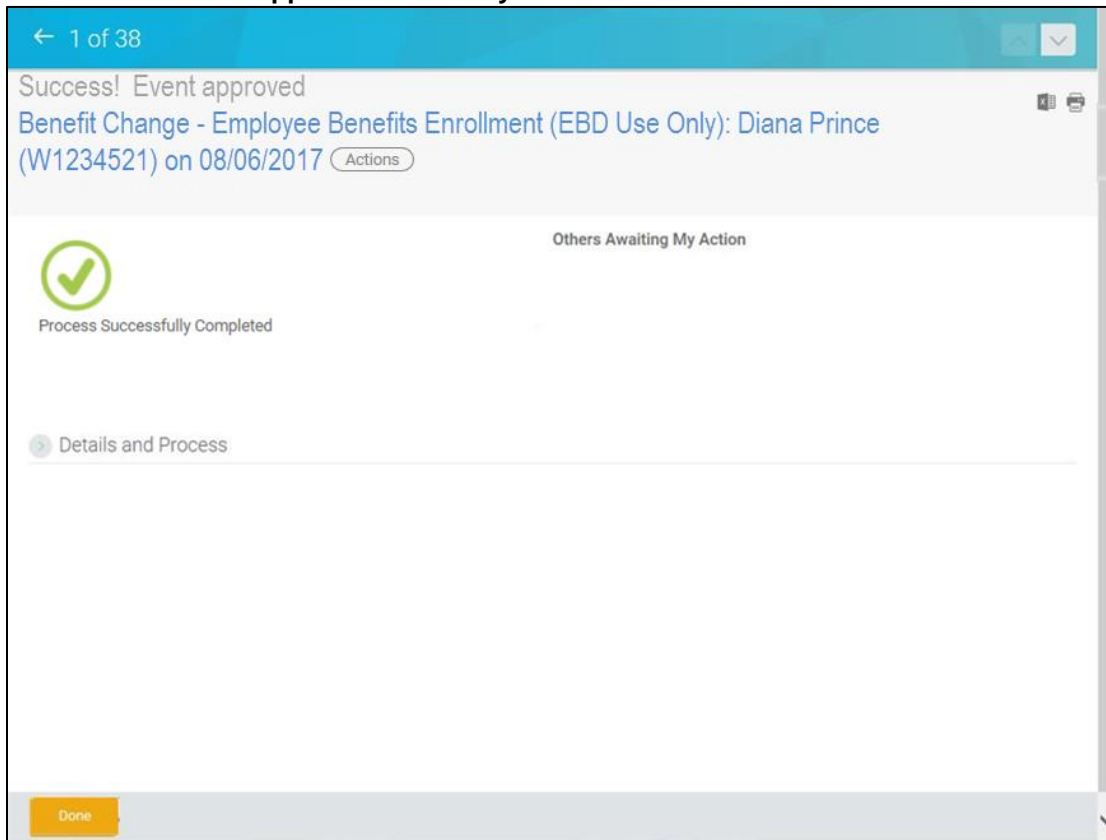 ← 1 of 38
Success! Event approved
Benefit Change - Employee Benefits Enrollment (EBD Use Only): Diana Prince
(W1234521) on 08/06/2017 Actions
Others Awaiting My Action
Process Successfully Completed
Details and Process
Done